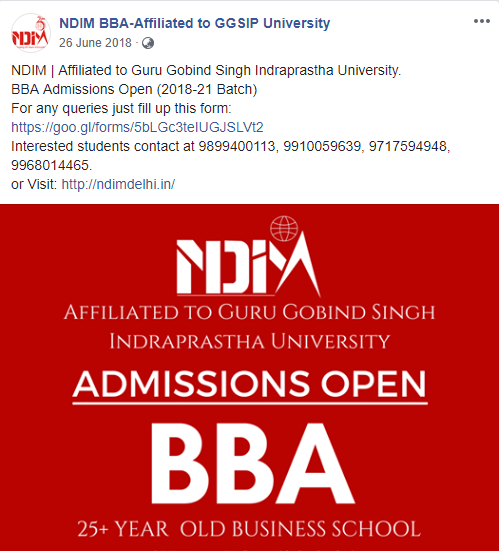 NDIM BBA-Affiliated to GGSIP University
26 June 2018 ·
NDIM | Affiliated to Guru Gobind Singh Indraprastha University.
BBA Admissions Open (2018-21 Batch)
For any queries just fill up this form:
https://goo.gl/forms/5bLGc3teIUGJSLVt2
Interested students contact at 9899400113, 9910059639, 9717594948,
9968014465.
or Visit: http://ndimdelhi.in/
NDIM
AFFILIATED TO GURU GOBIND SINGH
INDRAPRASTHA UNIVERSITY
ADMISSIONS OPEN
BBA
25+ YEAR OLD BUSINESS SCHOOL